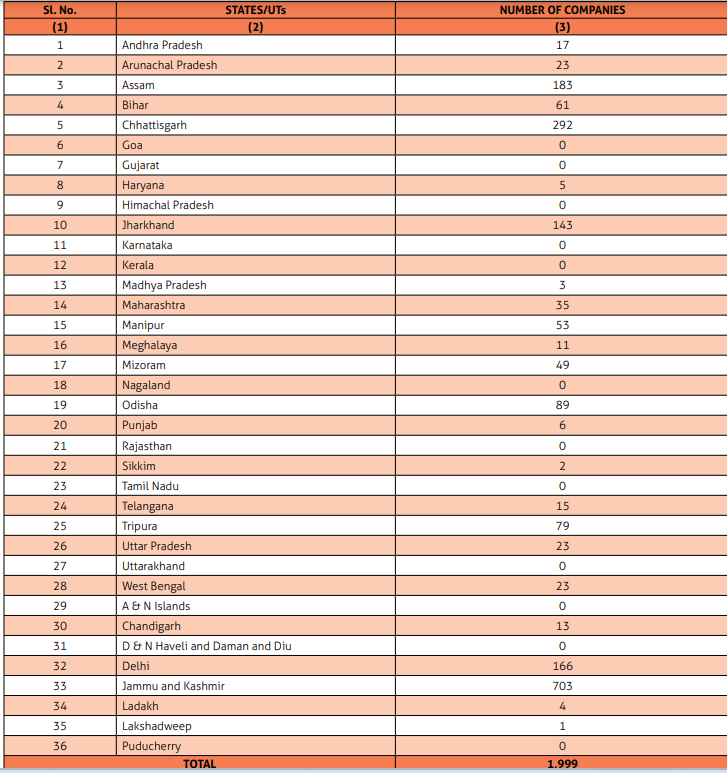 Sl. No. STATES/UTs NUMBER OF COMPANIES
(1) (2) (3)
1 Andhra Pradesh 17
2 Arunachal Pradesh 23
3 Assam 183
4 Bihar 61
5 Chhattisgarh 292
6 Goa 0
7 Gujarat 0
8 Haryana 5
9 Himachal Pradesh 0
10 Jharkhand 143
11 Karnataka 0
12 Kerala 0
13 Madhya Pradesh 3
14 Maharashtra 35
15 Manipur 53
16 Meghalaya 11
17 Mizoram 49
18 Nagaland 0
19 Odisha 89
20 Punjab 6
21 Rajasthan 0
22 Sikkim 2
23 Tamil Nadu 0
24 Telangana 15
25 Tripura 79
26 Uttar Pradesh 23
27 Uttarakhand 0
28 West Bengal 23
29 A & N Islands 0
30 Chandigarh 13
31 D & N Haveli and Daman and Diu 0
32 Delhi 166
33 Jammu and Kashmir 703
34 Ladakh 4
35 Lakshadweep 1
36 Puducherry 0
TOTAL 1,999